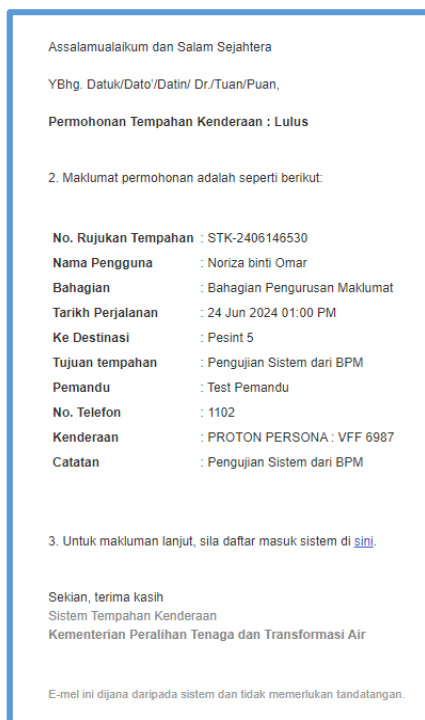 Assalamualaikum dan Salam Sejahtera
YBhg. Datuk/Dato'/Datin/ Dr./Tuan/Puan,
Permohonan Tempahan Kenderaan : Lulus
2. Maklumat permohonan adalah seperti berikut:
No. Rujukan Tempahan : STK-2406146530
Nama Pengguna : Noriza binti Omar
Bahagian : Bahagian Pengurusan Maklumat
Tarikh Perjalanan : 24 Jun 2024 01:00 PM
Ke Destinasi : Pesint 5
Tujuan tempahan : Pengujian Sistem dari BPM
Pemandu : Test Pemandu
No. Telefon : 1102
Kenderaan : PROTON PERSONA : VFF 6987
Catatan : Pengujian Sistem dari BPM
3. Untuk makluman lanjut, sila daftar masuk sistem di sini.
Sekian, terima kasih
Sistem Tempahan Kenderaan
Kementerian Peralihan Tenaga dan Transformasi Air
E-mel ini dijana daripada sistem dan tidak memerlukan tandatangan.